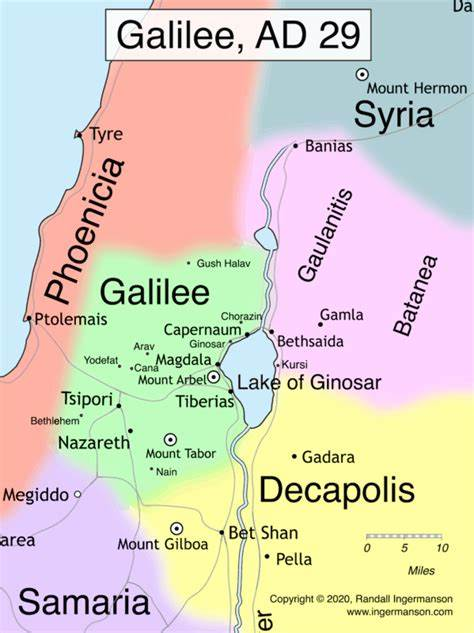 Galilee, AD 29
Da
Mount Hermon
Syria
Tyre
Banias
Phoenicia
Gaulanitis
Batanea
Gush Halav
Galilee
Ptolemais
Chorazin
Gamla
Capernaum
Bethsaida
Ginosar
Arav
Magdala
Kursi
Yodefat
Cana
Mount Arbel
Lake of Ginosar
Tsipori
Tiberias
Bethlehem
Nazareth
Mount Tabor
Gadara
Nain
Decapolis
Megiddo
Bet Shan
area
Mount Gilboa
0 5 10
Miles
Pella
Samaria
er
Copyright © 2020, Randall Ingermanson
www.ingermanson.com